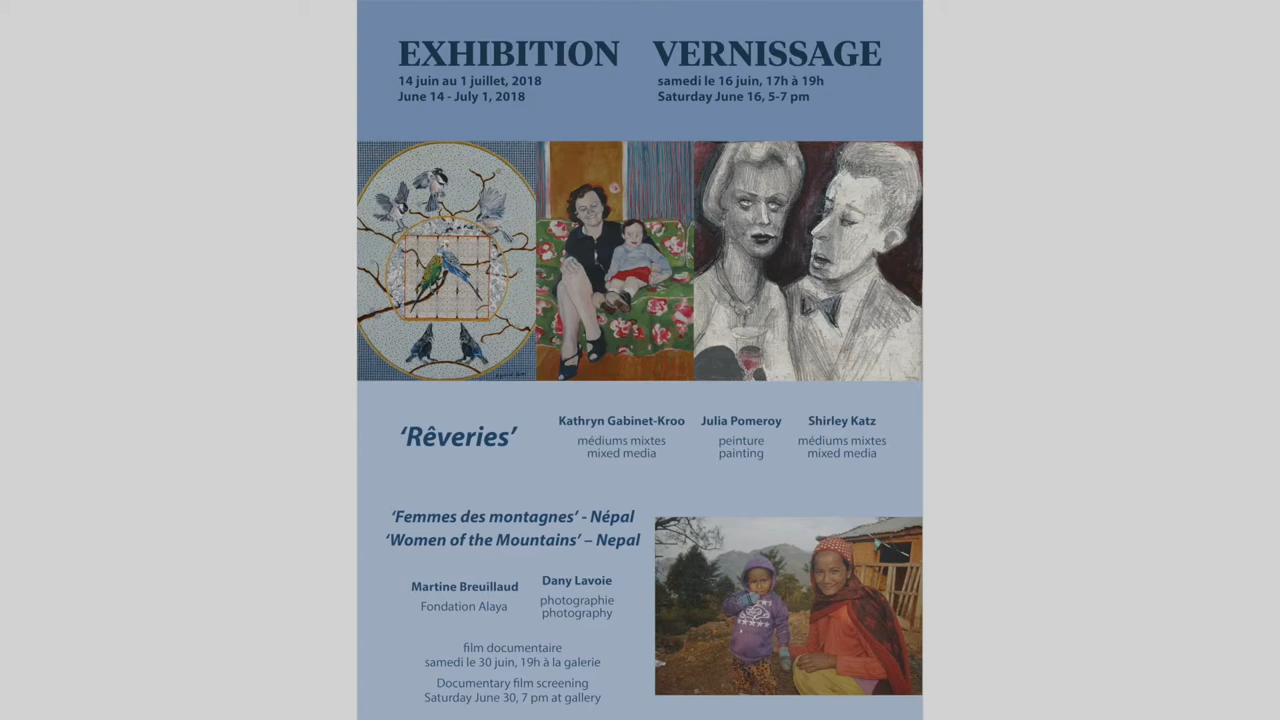 EXHIBITION
14 juin au 1 juillet, 2018
June 14 - July 1, 2018
VERNISSAGE
samedi le 16 juin, 17h à 19h
Saturday June 16, 5-7 pm
‘Rêveries’
Kathryn Gabinet-Kroo
médiums mixtes
mixed media
Julia Pomeroy
peinture
painting
Shirley Katz
médiums mixtes
mixed media
‘Femmes des montagnes’ - Népal
‘Women of the Mountains’ – Nepal
Martine Breuillaud
Fondation Alaya
Dany Lavoie
photographie
photography
film documentaire
samedi le 30 juin, 19h à la galerie
Documentary film screening
Saturday June 30, 7 pm at gallery